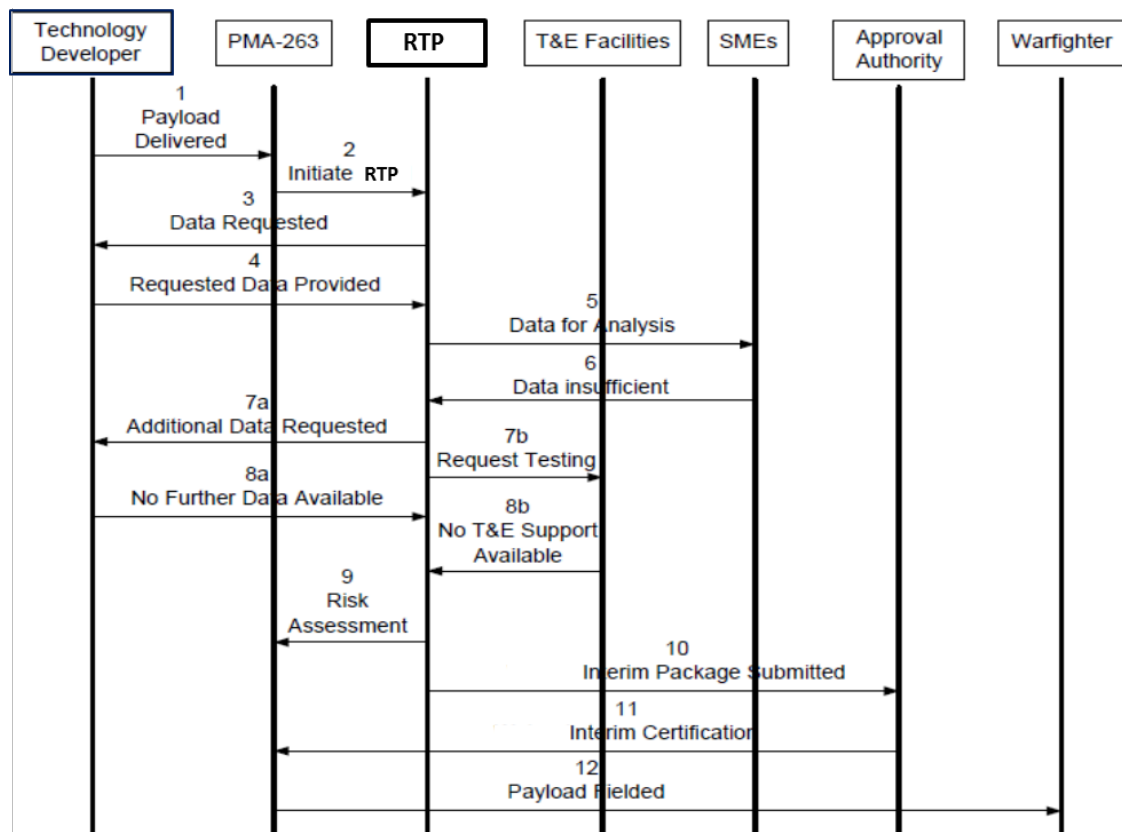 Technology
Developer
PMA-263
RTP
T&E Facilities
SMEs
Approval
Authority
Warfighter
1
Payload
Delivered
2
Initiate RTP
3
Data Requested
4
Requested Data Provided
5
Data for Analysis
6
Data insufficient
7a
Additional Data Requested
7b
Request Testing
8a
No Further Data Available
8b
No T&E Support
Available
9
Risk
Assessment
10
Interim Package Submitted
11
Interim Certification
12
Payload Fielded